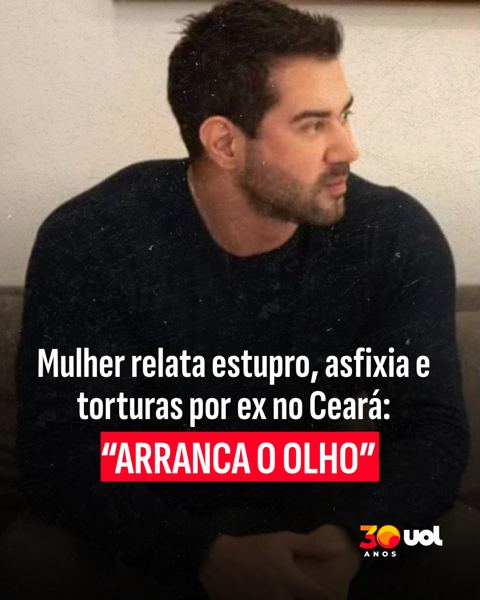 Mulher relata estupro, asfixia e
torturas por ex no Ceará:
“ARRANCA O OLHO”
30 uol
ANOS